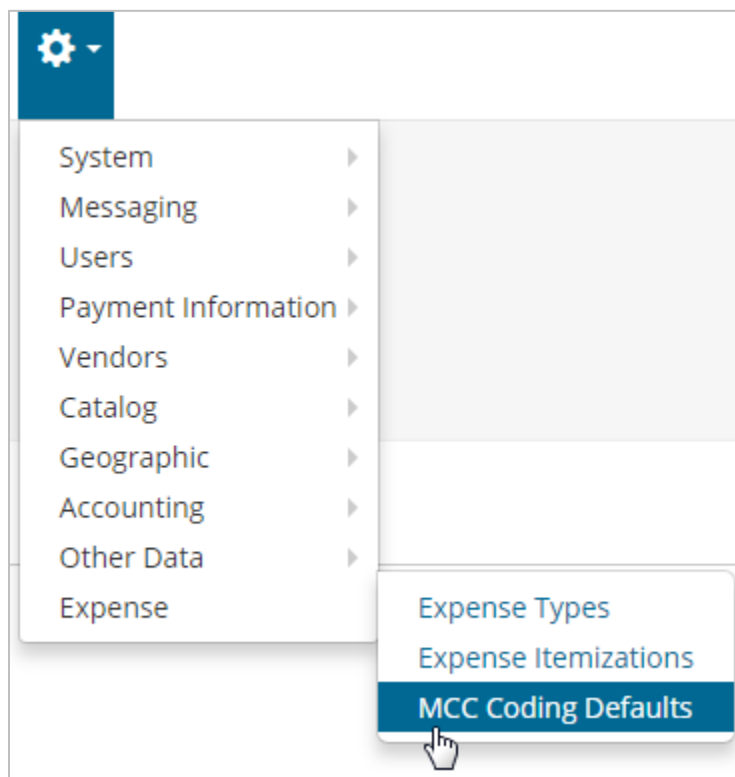 System
Messaging
Users
Payment Information
Vendors
Catalog
Geographic
Accounting
Other Data
Expense
Expense Types
Expense Itemizations
MCC Coding Defaults